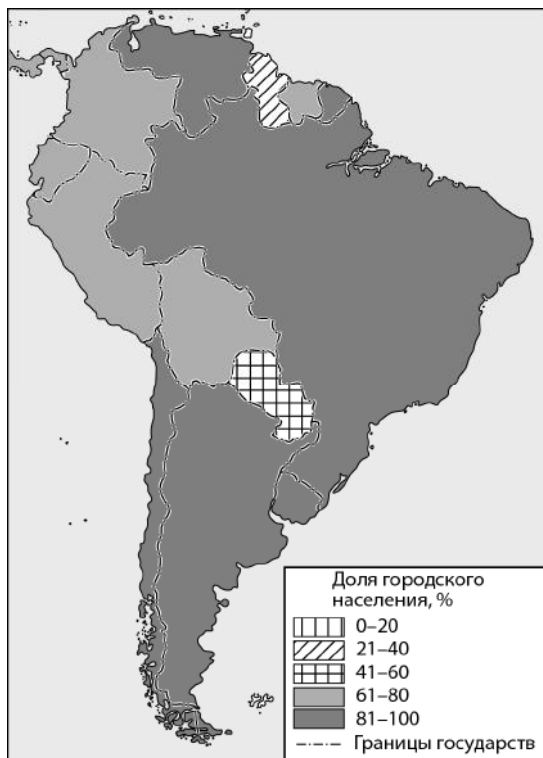 Доля городского
населения, %
0–20
21–40
41–60
61–80
81–100
Границы государств